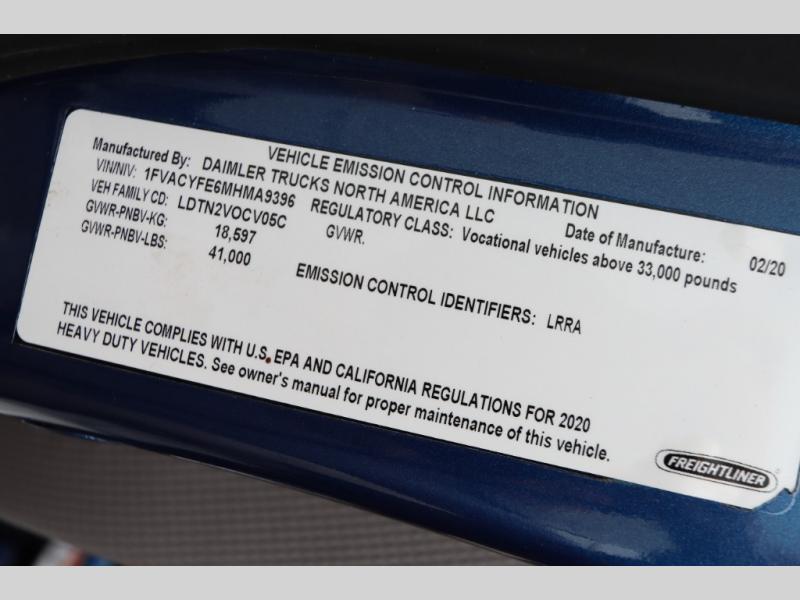 VEHICLE EMISSION CONTROL INFORMATION
Manufactured By: DAIMLER TRUCKS NORTH AMERICA LLC
Date of Manufacture: 02/20
VIN/NIV: 1FVACYFE6MHMA9396
REGULATORY CLASS: Vocational vehicles above 33,000 pounds
GVWR.
VEH FAMILY CD: LDTN2VOCV05C
GVWR-PNBV-KG: 18,597
GVWR-PNBV-LBS: 41,000
EMISSION CONTROL IDENTIFIERS: LRRA
THIS VEHICLE COMPLIES WITH U.S. EPA AND CALIFORNIA REGULATIONS FOR 2020
HEAVY DUTY VEHICLES. See owner's manual for proper maintenance of this vehicle.
FREIGHTLINER